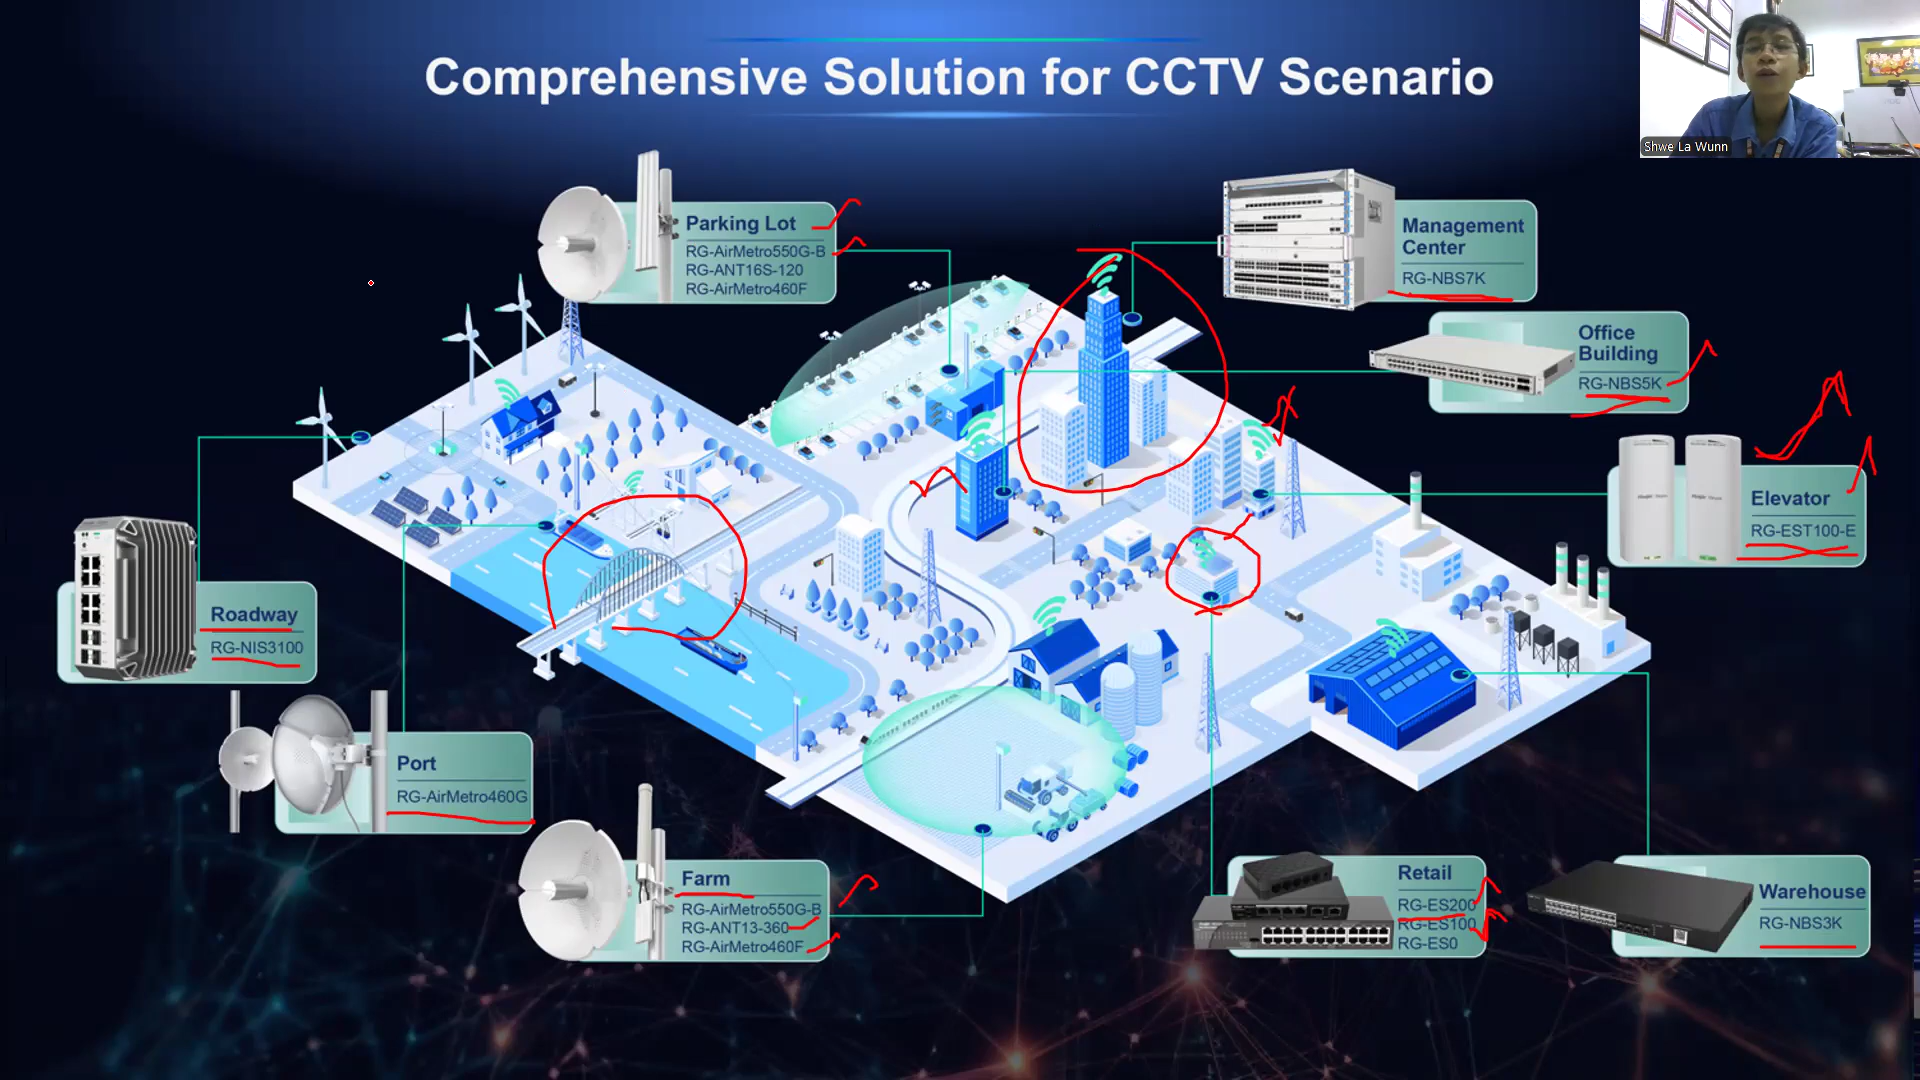 Comprehensive Solution for CCTV Scenario
Shwe La Wunn
Parking Lot
RG-AirMetro550G-B
RG-ANT16S-120
RG-AirMetro460F
Management
Center
RG-NBS7K
Office
Building
RG-NBS5K
Elevator
RG-EST100-E
Roadway
RG-NIS3100
Port
RG-AirMetro460G
Farm
RG-AirMetro550G-B
RG-ANT13-360
RG-AirMetro460F
Retail
RG-ES200
RG-ES100
RG-ES0
Warehouse
RG-NBS3K